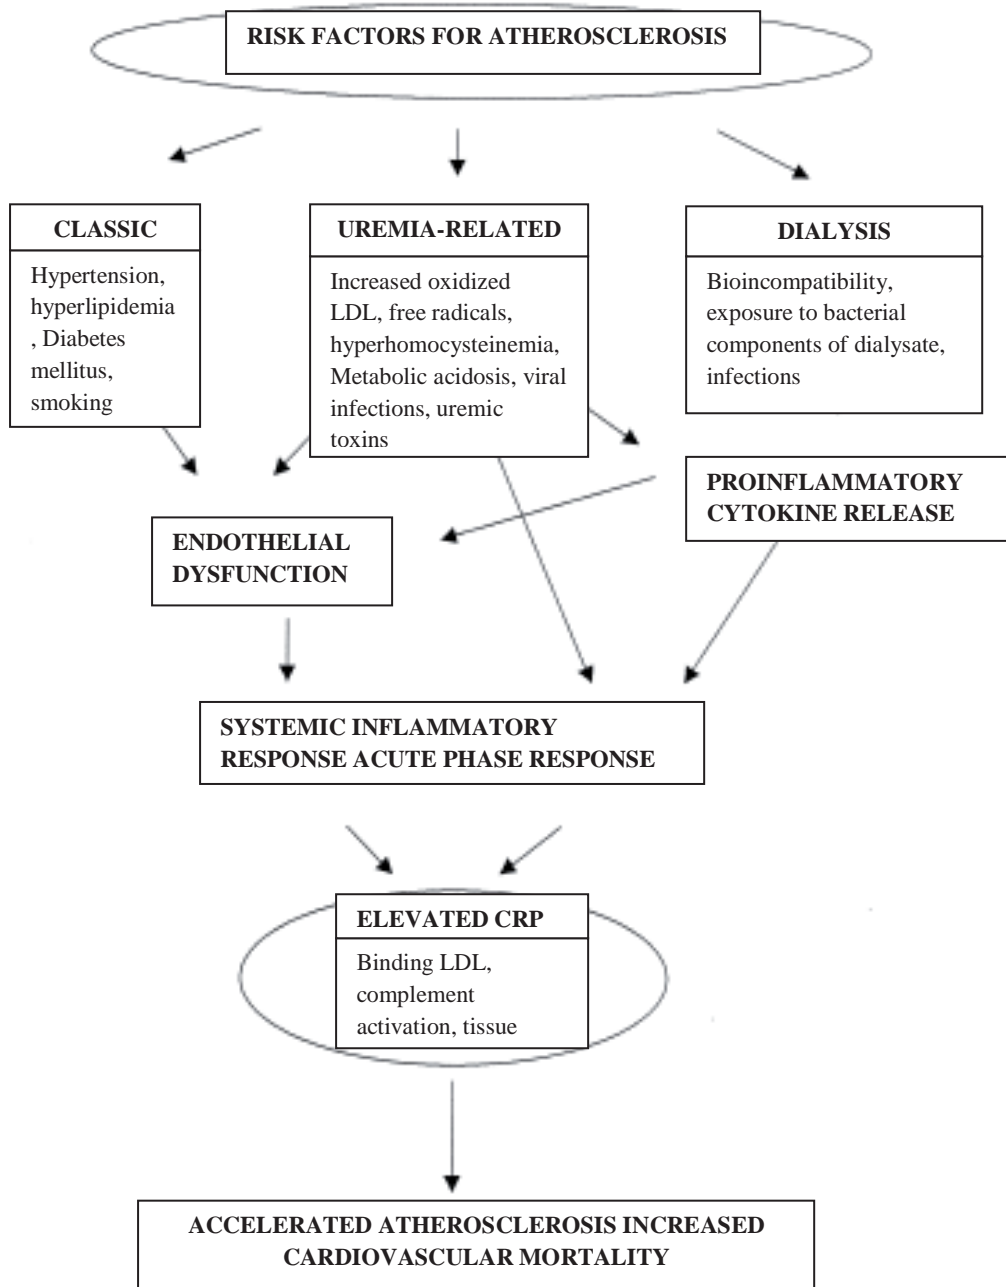 RISK FACTORS FOR ATHEROSCLEROSIS
CLASSIC
Hypertension,
hyperlipidemia
, Diabetes
mellitus,
smoking
UREMIA-RELATED
Increased oxidized
LDL, free radicals,
hyperhomocysteinemia,
Metabolic acidosis, viral
infections, uremic
toxins
DIALYSIS
Bioincompatibility,
exposure to bacterial
components of dialysate,
infections
PROINFLAMMATORY
CYTOKINE RELEASE
ENDOTHELIAL
DYSFUNCTION
SYSTEMIC INFLAMMATORY
RESPONSE ACUTE PHASE RESPONSE
ELEVATED CRP
Binding LDL,
complement
activation, tissue
ACCELERATED ATHEROSCLEROSIS INCREASED
CARDIOVASCULAR MORTALITY